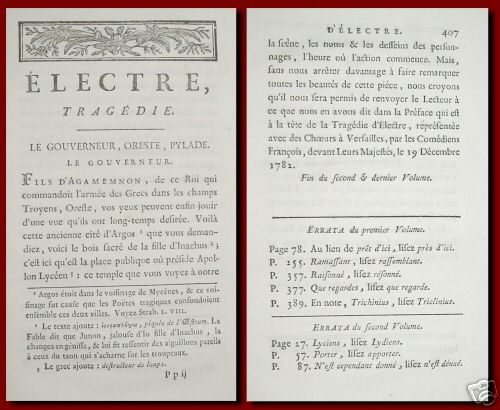 ÉLECTRE,
TRAGÉDIE.
LE GOUVERNEUR, ORESTE, PYLADE.
LE GOUVERNEUR.
FILS D'AGAMEMNON, de ce Roi qui
commandoit l'armée des Grecs dans les champs
Troyens, Oreste, vos yeux peuvent enfin jouir
d'une vue qu'ils ont long-temps desirée. Voilà
cette ancienne cité d'Argos ¹ que vous deman-
diez, voici le bois sacré de la fille d'Inachus ²;
c'est ici qu'est la place publique où préside Apol-
lon Lycéen ³: ce temple que vous voyez à notre
¹ Argos étoit dans le voisinage de Mycènes, & ce voi-
sinage fut cause que les Poëtes tragiques confondoient
ensemble ces deux villes. Voyez Strab. L. VIII.
² Le texte ajoute: piquée de l'Œstrum. La
Fable dit que Junon, jalouse d'Io fille d'Inachus, la
changea en génisse, & lui fit ressentir des aiguillons pareils
à ceux du taon qui s'acharne sur les troupeaux.
³ Le grec ajoute: destructeur de loups.
P p ij
D'ÉLECTRE. 407
la scène, les noms & les desseins des person-
nages, l'heure où l'action commence. Mais,
sans nous arrêter davantage à faire remarquer
toutes les beautés de cette pièce, nous croyons
qu'il nous sera permis de renvoyer le Lecteur à
ce que nous en avons dit dans la Préface qui est
à la tête de la Tragédie d'Électre, représentée
avec des Chœurs à Versailles, par les Comédiens
François, devant Leurs Majestés, le 19 Décembre
1782.
Fin du second & dernier Volume.
ERRATA du premier Volume.
Page 78. Au lieu de prêt d'ici, lisez près d'ici.
P. 255. Ramassant, lisez rassemblant.
P. 357. Raisonné, lisez résonné.
P. 377. Que regardes, lisez que regarde.
P. 389. En note, Trichinius, lisez Triclinius.
ERRATA du second Volume.
Page 27. Lyciens, lisez Lydiens.
P. 57. Porter, lisez apporter.
P. 87. N'est cependant donné, lisez n'est dénué.